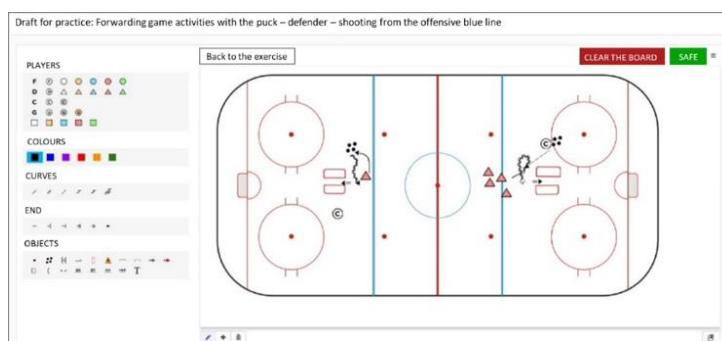 Draft for practice: Forwarding game activities with the puck – defender – shooting from the offensive blue line
Back to the exercise
CLEAR THE BOARD
SAFE
PLAYERS
F
D
C
G
COLOURS
CURVES
END
OBJECTS
T
C
C